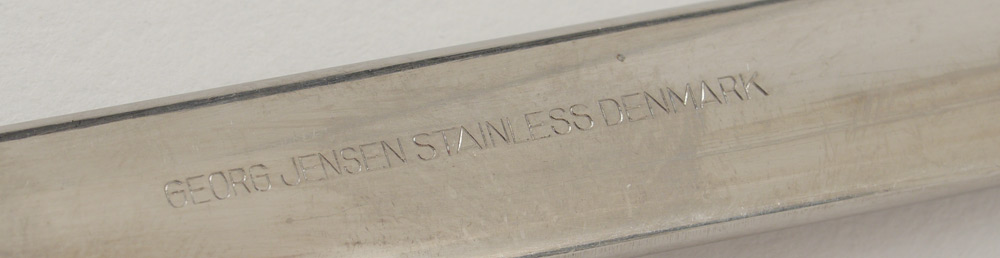 GEORG JENSEN STAINLESS DENMARK